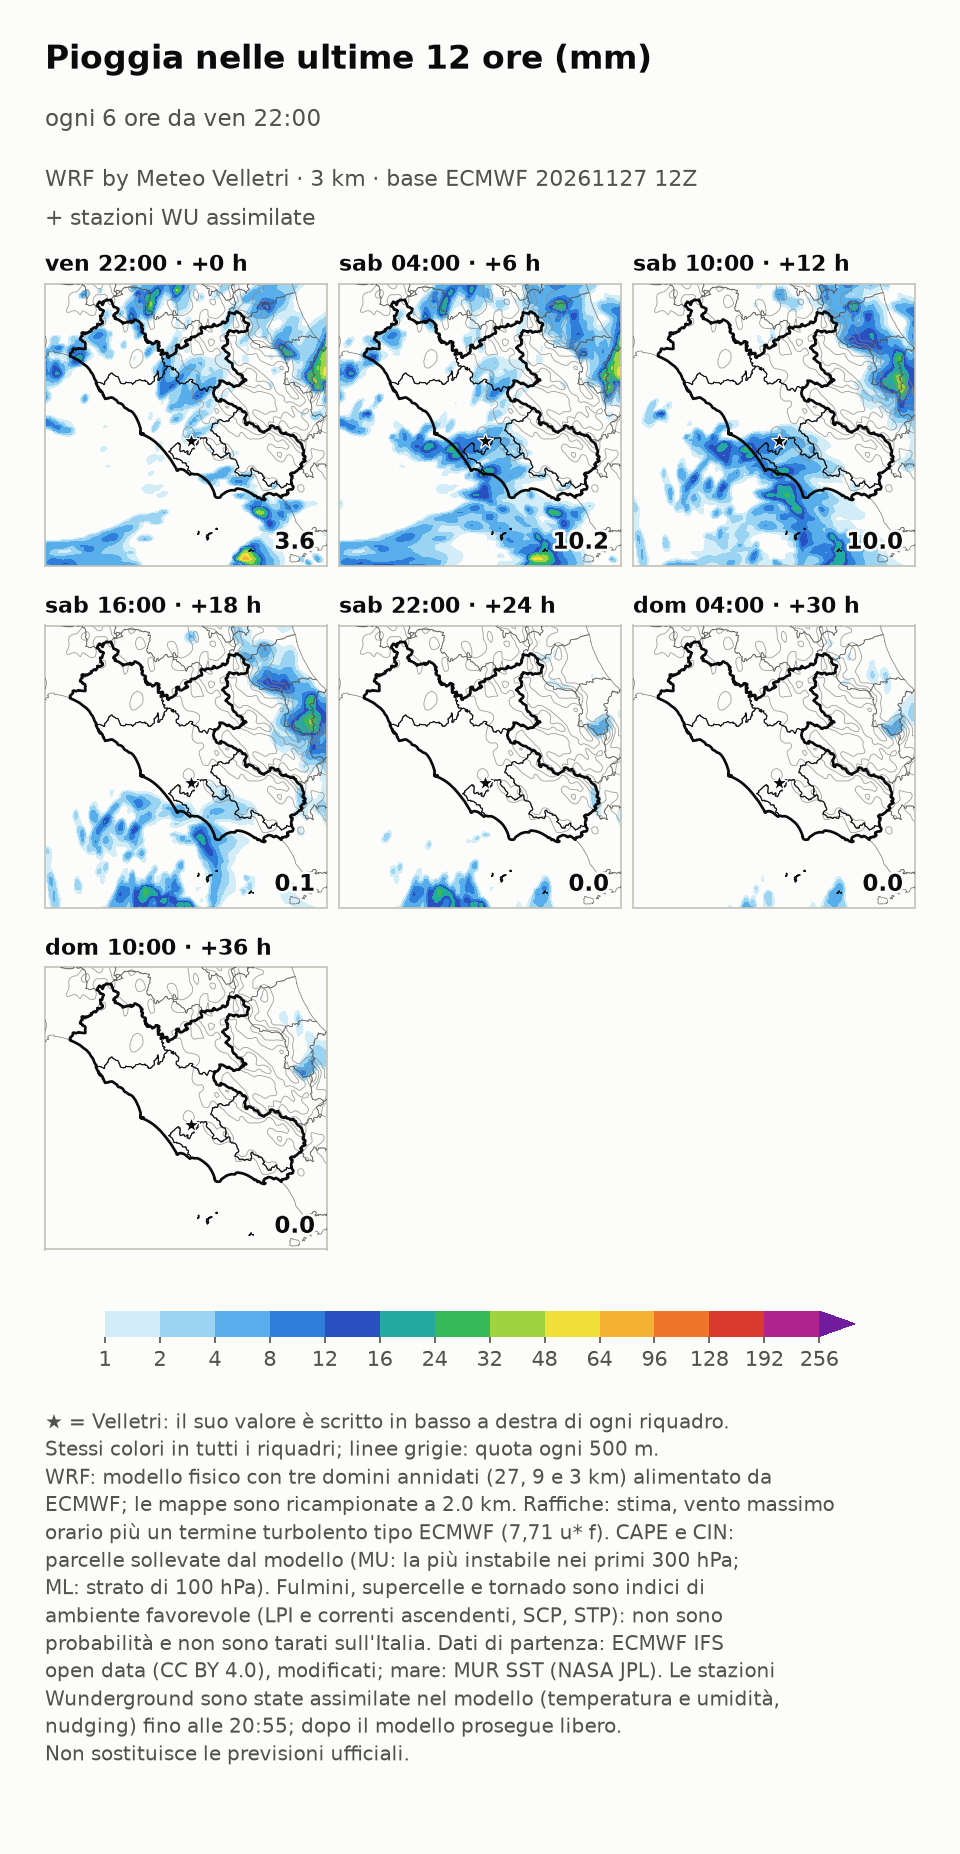 Pioggia nelle ultime 12 ore (mm)
ogni 6 ore da ven 22:00
WRF by Meteo Velletri · 3 km · base ECMWF 20261127 12Z
+ stazioni WU assimilate
ven 22:00 · +0 h
sab 04:00 · +6 h
sab 10:00 · +12 h
3.6
10.2
10.0
sab 16:00 · +18 h
sab 22:00 · +24 h
dom 04:00 · +30 h
0.1
0.0
0.0
dom 10:00 · +36 h
0.0
1 2 4 8 12 16 24 32 48 64 96 128 192 256
★ = Velletri: il suo valore è scritto in basso a destra di ogni riquadro.
Stessi colori in tutti i riquadri; linee grigie: quota ogni 500 m.
WRF: modello fisico con tre domini annidati (27, 9 e 3 km) alimentato da
ECMWF; le mappe sono ricampionate a 2.0 km. Raffiche: stima, vento massimo
orario più un termine turbolento tipo ECMWF (7,71 u* f). CAPE e CIN:
parcelle sollevate dal modello (MU: la più instabile nei primi 300 hPa;
ML: strato di 100 hPa). Fulmini, supercelle e tornado sono indici di
ambiente favorevole (LPI e correnti ascendenti, SCP, STP): non sono
probabilità e non sono tarati sull'Italia. Dati di partenza: ECMWF IFS
open data (CC BY 4.0), modificati; mare: MUR SST (NASA JPL). Le stazioni
Wunderground sono state assimilate nel modello (temperatura e umidità,
nudging) fino alle 20:55; dopo il modello prosegue libero.
Non sostituisce le previsioni ufficiali.